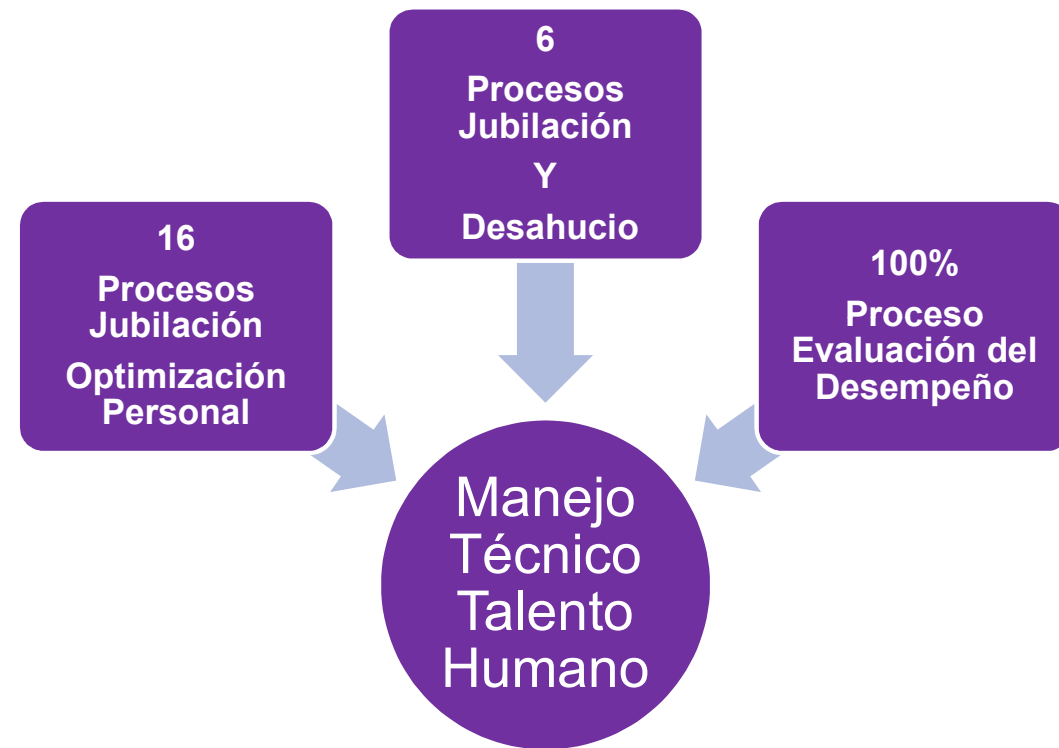 16
Procesos
Jubilación
Optimización
Personal
6
Procesos
Jubilación
Y
Desahucio
100%
Proceso
Evaluación del
Desempeño
Manejo
Técnico
Talento
Humano